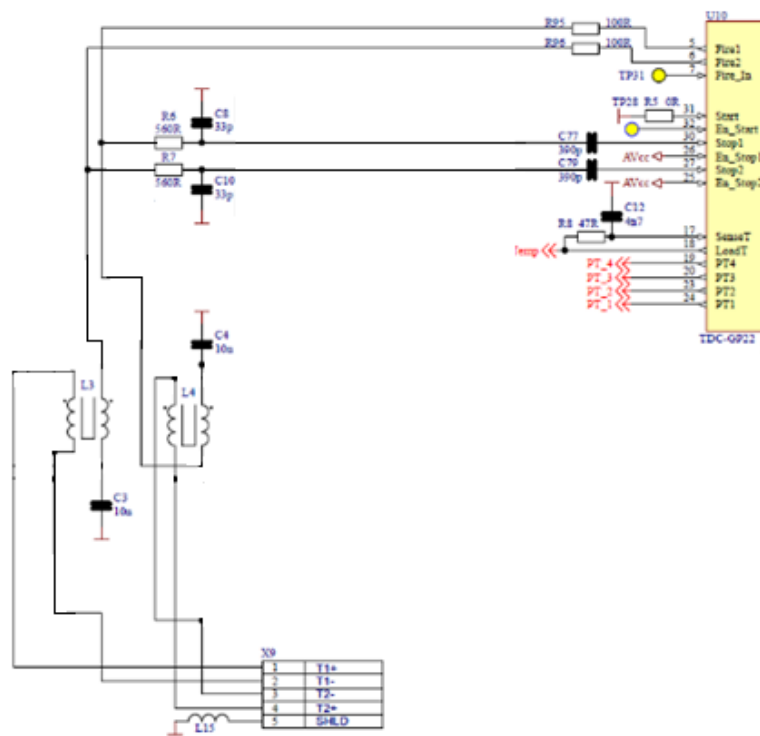 U10
R95 100R
R96 100R
5 Fire1
6 Fire2
TP31 7 Fire_In
TP28 R5 0R 31 Start
32 En_Start
C8
33p
R6
560R
C77
390p
30 Stop1
AVcc 26 En_Stop1
R7
560R
C79
390p
27 Stop2
AVcc 25 En_Stop2
C10
33p
C12
4n7
R8 47R 17 SenseT
Temp 18 LoadT
PT_4 19 PT4
PT_3 20 PT3
PT_2 23 PT2
PT_1 24 PT1
TDC-GP22
C4
10n
L3
L4
C3
10n
X9
1 T1+
2 T1-
3 T2-
4 T2+
5 SHLD
L15